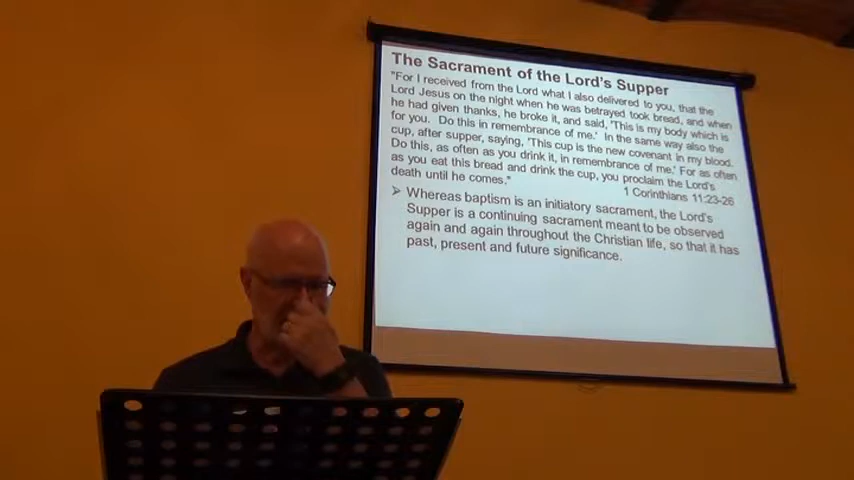 The Sacrament of the Lord's Supper
"For I received from the Lord what I also delivered to you, that the
Lord Jesus on the night when he was betrayed took bread, and when
he had given thanks, he broke it, and said, 'This is my body which is
for you.  Do this in remembrance of me.'  In the same way also the
cup, after supper, saying, 'This cup is the new covenant in my blood.
Do this, as often as you drink it, in remembrance of me.'  For as often
as you eat this bread and drink the cup, you proclaim the Lord's
death until he comes."
1 Corinthians 11:23-26
➢ Whereas baptism is an initiatory sacrament, the Lord's
Supper is a continuing sacrament meant to be observed
again and again throughout the Christian life, so that it has
past, present and future significance.